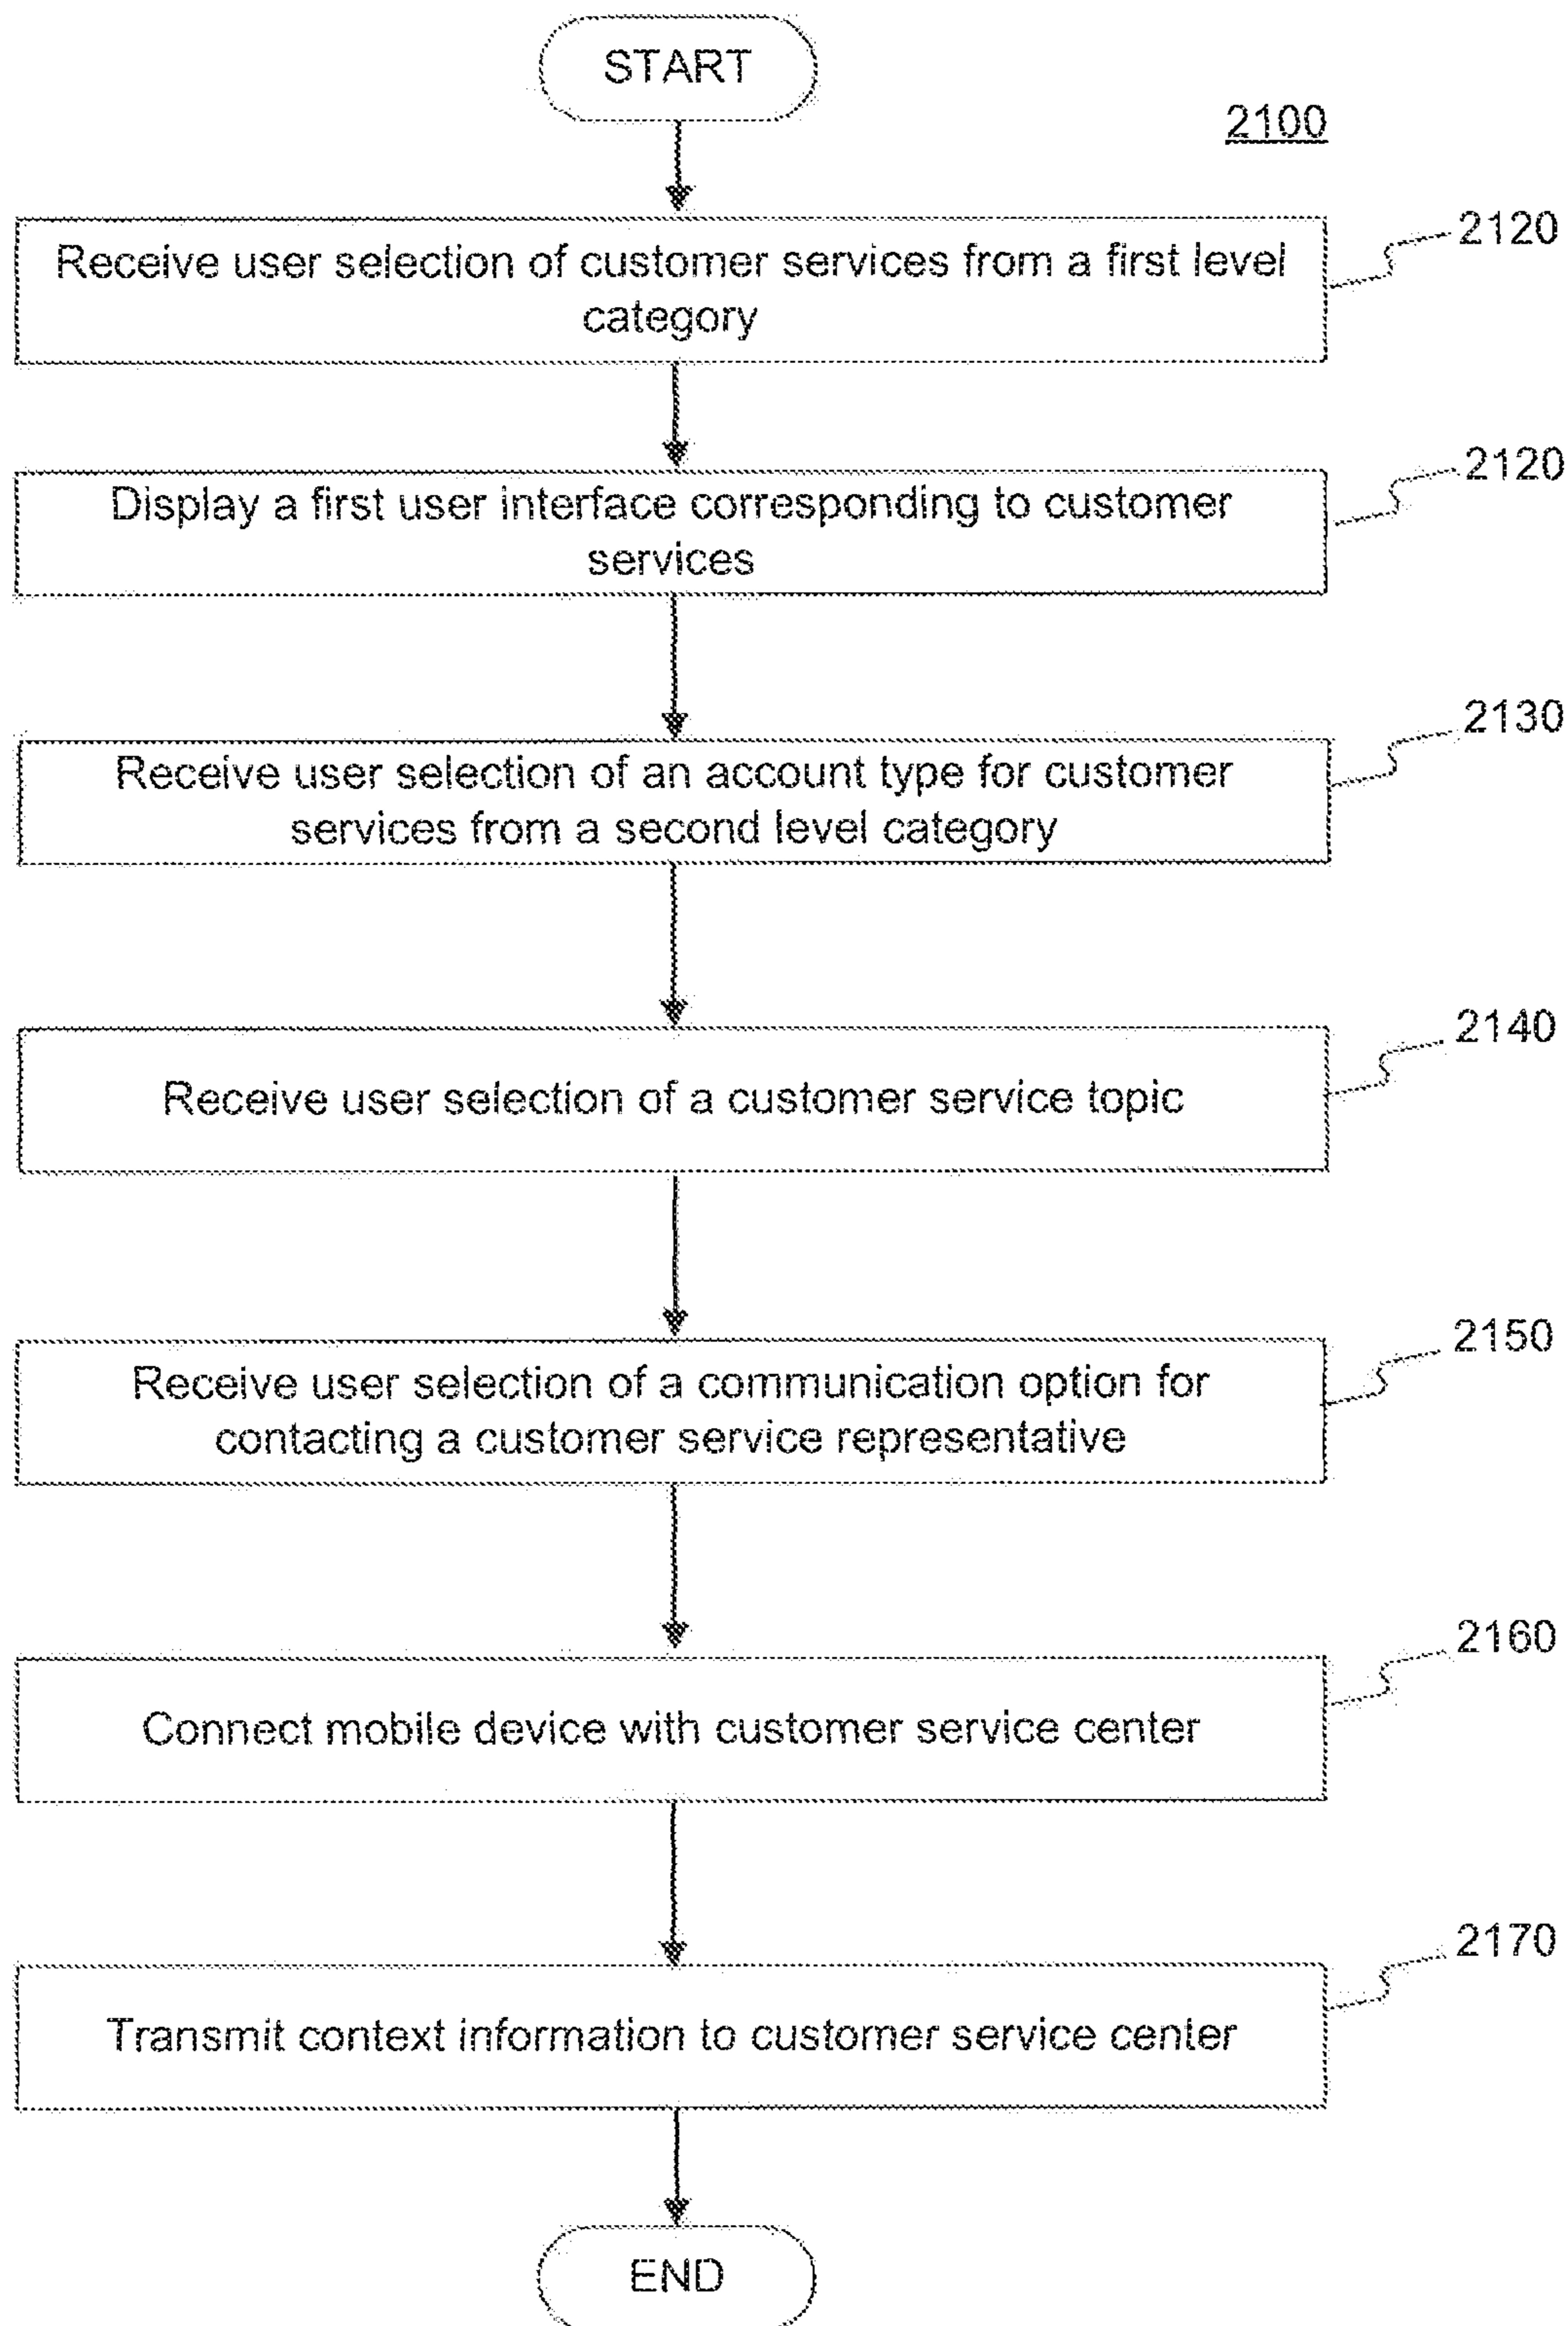 START
2100
Receive user selection of customer services from a first level
category
2120
Display a first user interface corresponding to customer
services
2120
Receive user selection of an account type for customer
services from a second level category
2130
Receive user selection of a customer service topic
2140
Receive user selection of a communication option for
contacting a customer service representative
2150
Connect mobile device with customer service center
2160
Transmit context information to customer service center
2170
END